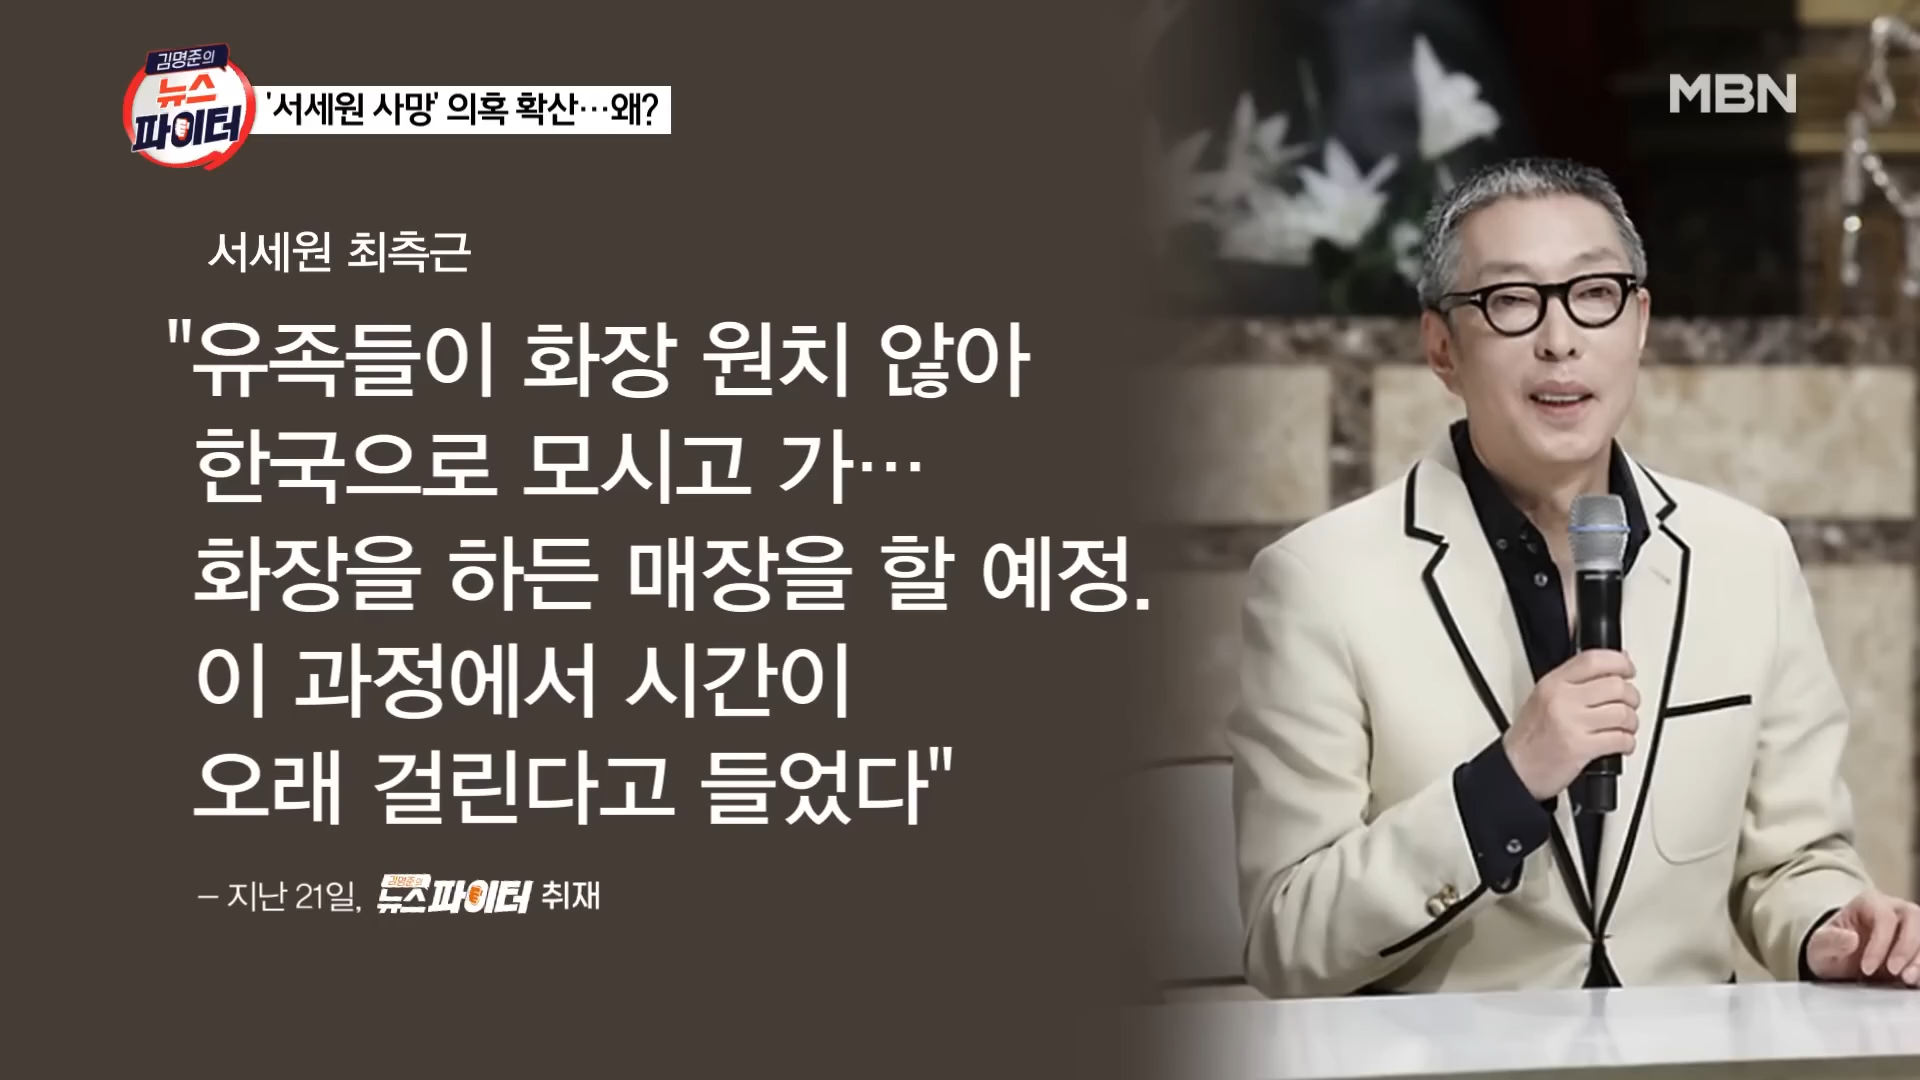 김명준의
뉴스
파이터
'서세원 사망' 의혹 확산…왜?
MBN
서세원 최측근
"유족들이 화장 원치 않아
한국으로 모시고 가…
화장을 하든 매장을 할 예정.
이 과정에서 시간이
오래 걸린다고 들었다"
– 지난 21일, 김명준의 뉴스파이터 취재